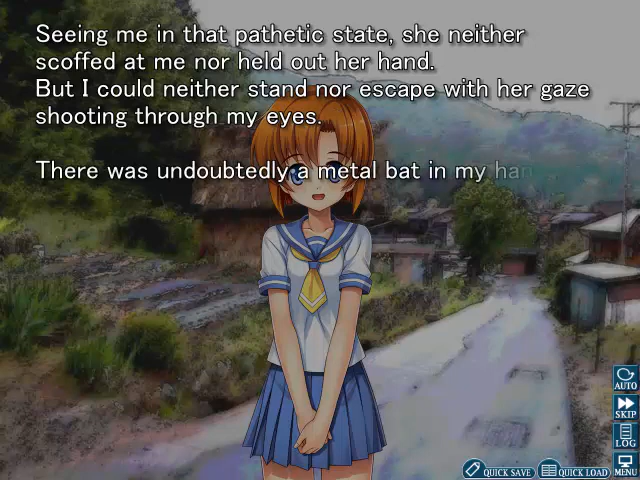 Seeing me in that pathetic state, she neither
scoffed at me nor held out her hand.
But I could neither stand nor escape with her gaze
shooting through my eyes.
There was undoubtedly a metal bat in my han
AUTO
SKIP
LOG
MENU
QUICK SAVE
QUICK LOAD